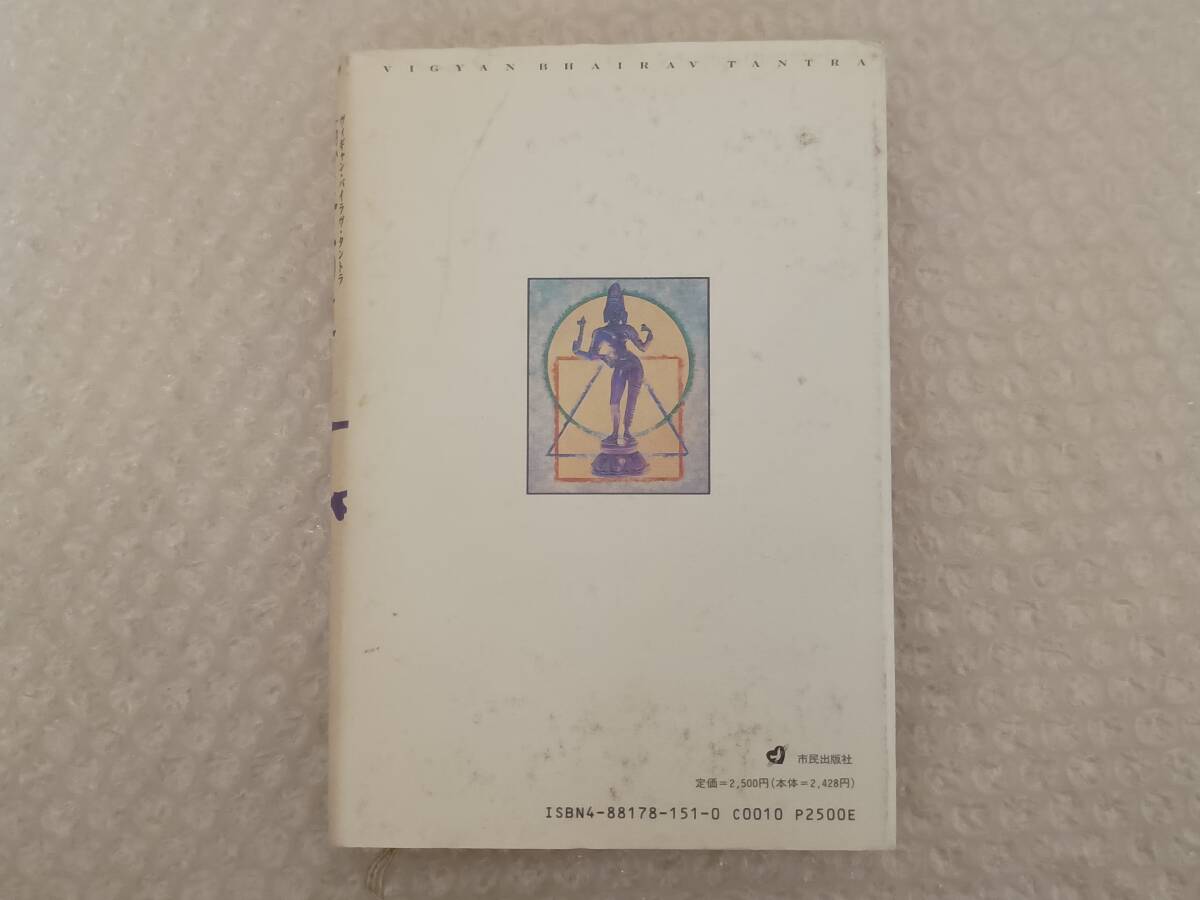 VIGYAN BHAIRAV TANTRA
ヴィギャン・バイラヴ・タントラ
市民出版社
定価=2,500円(本体=2,428円)
ISBN4-88178-151-0 C0010 P2500E